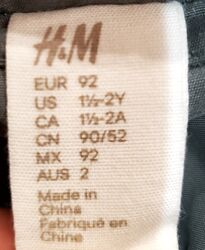 H&M
EUR 92
US 1½-2Y
CA 1½-2A
CN 90/52
MX 92
AUS 2
Made in
China
Fabriqué en
Chine